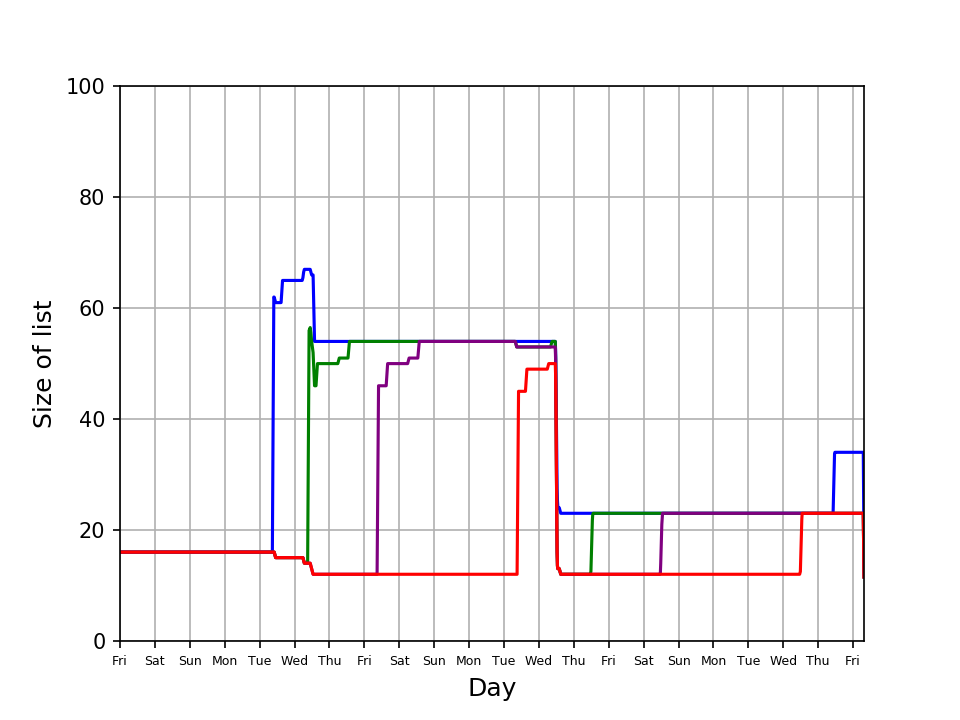 100
80
60
40
20
0
Size of list
Fri Sat Sun Mon Tue Wed Thu Fri Sat Sun Mon Tue Wed Thu Fri Sat Sun Mon Tue Wed Thu Fri
Day